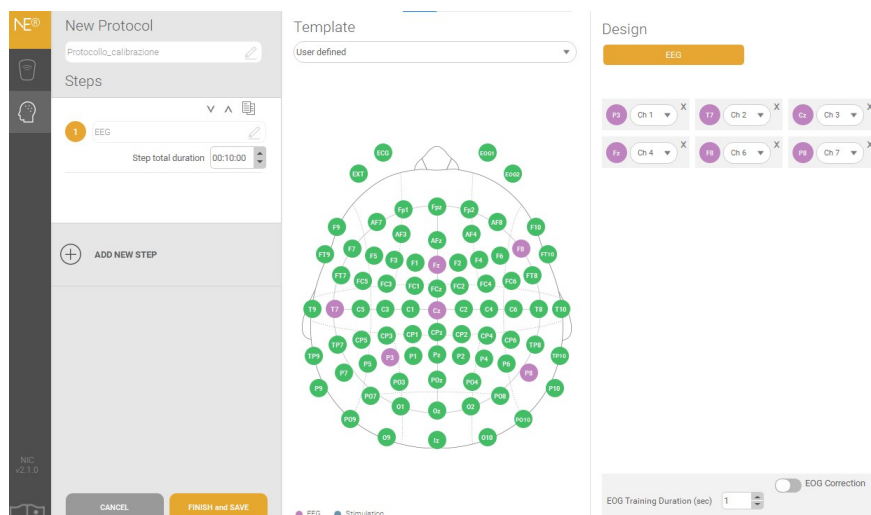 NE®
New Protocol
Protocollo_calibrazione
Steps
1 EEG
Step total duration 00:10:00
ADD NEW STEP
NIC
v2.1.0
CANCEL FINISH and SAVE
Template
User defined
ECG EOG1
EXT EOG2
Fp1 Fpz Fp2
F9 AF7 AF8 F10
AF3 AFz AF4
FT9 F7 F5 F3 F1 Fz F2 F4 F6 F8 FT10
FT7 FC5 FC3 FC1 FCz FC2 FC4 FC6 FT8
T9 T7 C5 C3 C1 Cz C2 C4 C6 T8 T10
TP7 CP5 CP3 CP1 CPz CP2 CP4 CP6 TP8
TP9 P5 P3 P1 Pz P2 P4 P6 TP10
P7 P8
P9 PO3 POz PO4 P10
PO7 PO8
O1 Oz O2
PO9 PO10
O9 Iz O10
EEG Stimulation
Design
EEG
P3 Ch 1 X T7 Ch 2 X Cz Ch 3 X
Fz Ch 4 X F8 Ch 6 X P8 Ch 7 X
EOG Correction
EOG Training Duration (sec) 1